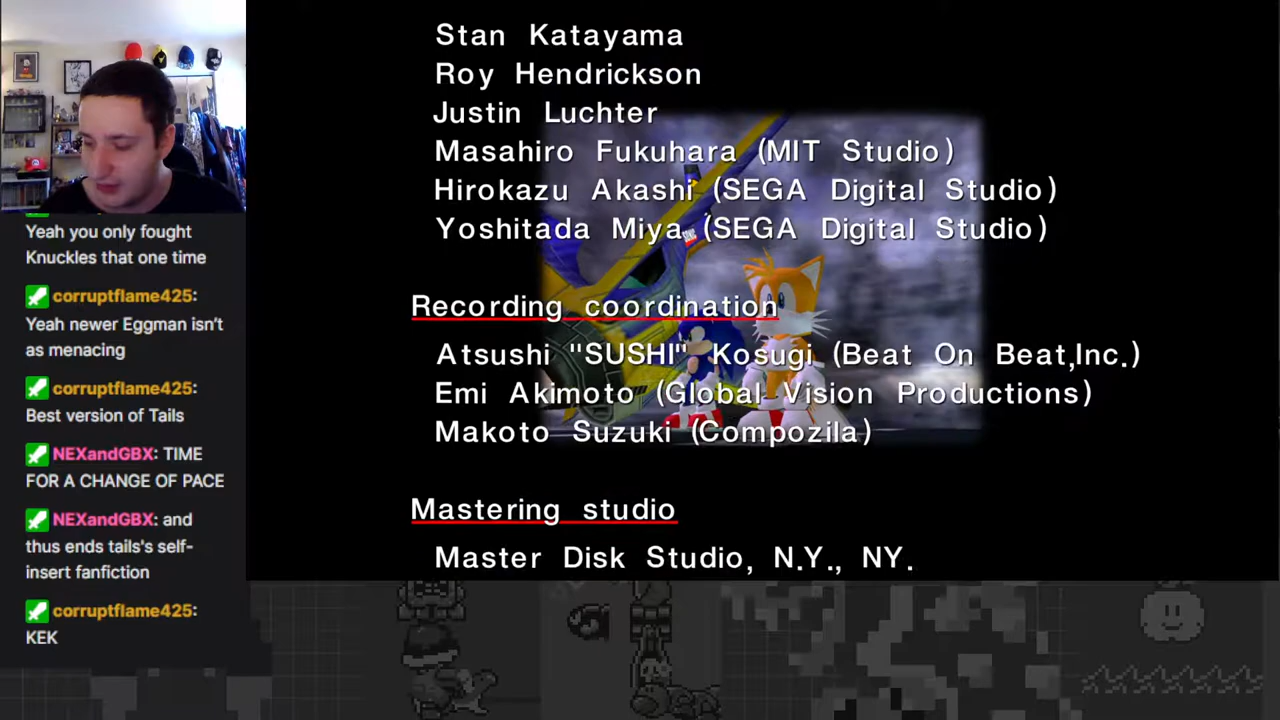 Stan Katayama
Roy Hendrickson
Justin Luchter
Masahiro Fukuhara (MIT Studio)
Hirokazu Akashi (SEGA Digital Studio)
Yoshitada Miya (SEGA Digital Studio)
Recording coordination
Atsushi "SUSHI" Kosugi (Beat On Beat,Inc.)
Emi Akimoto (Global Vision Productions)
Makoto Suzuki (Compozila)
Mastering studio
Master Disk Studio, N.Y., NY.
Yeah you only fought
Knuckles that one time
corruptflame425:
Yeah newer Eggman isn't
as menacing
corruptflame425:
Best version of Tails
NEXandGBX: TIME
FOR A CHANGE OF PACE
NEXandGBX: and
thus ends tails's self-
insert fanfiction
corruptflame425:
KEK